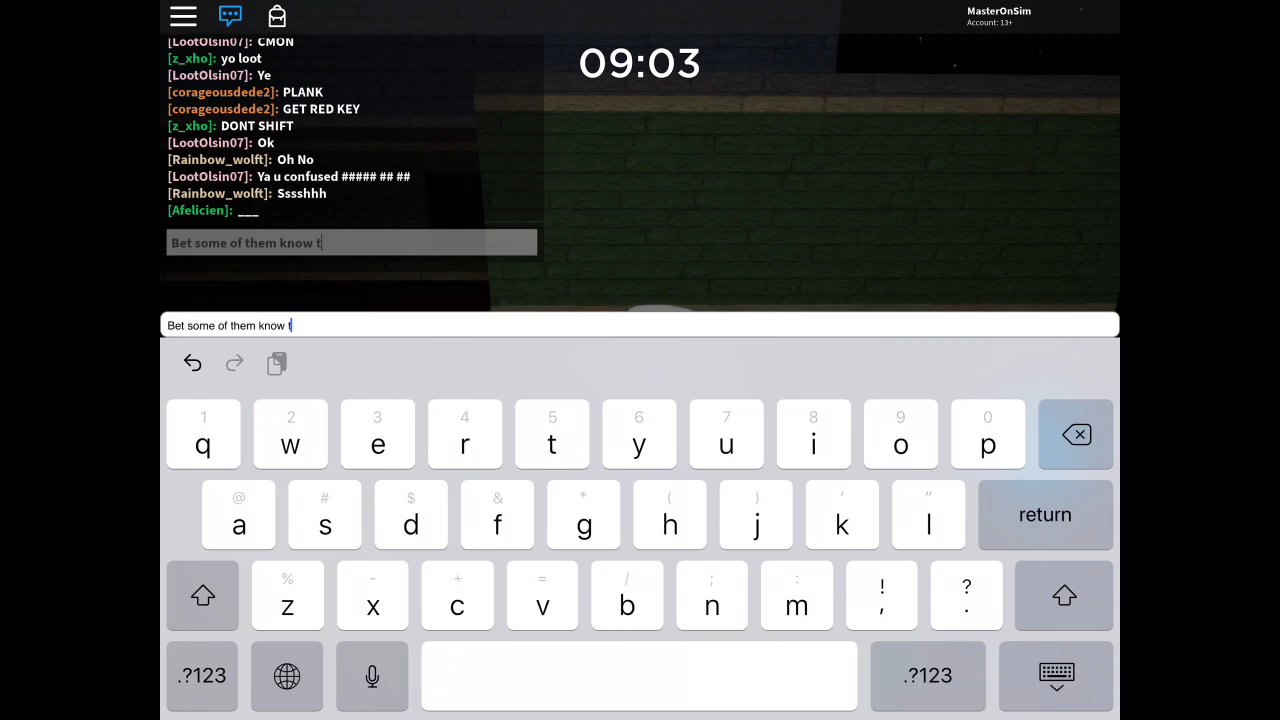 MasterOnSim
Account: 13+
09:03
[LootOlsin07]: CMON
[z_xho]: yo loot
[LootOlsin07]: Ye
[corageousdede2]: PLANK
[corageousdede2]: GET RED KEY
[z_xho]: DONT SHIFT
[LootOlsin07]: Ok
[Rainbow_wolft]: Oh No
[LootOlsin07]: Ya u confused ##### ## ##
[Rainbow_wolft]: Sssshhh
[Afelicien]: ___
Bet some of them know t
Bet some of them know t
1 2 3 4 5 6 7 8 9 0
q w e r t y u i o p
@ # $ & * ( ) ' "
a s d f g h j k l return
% - + = / ; : ! ?
z x c v b n m , .
.?123 .?123